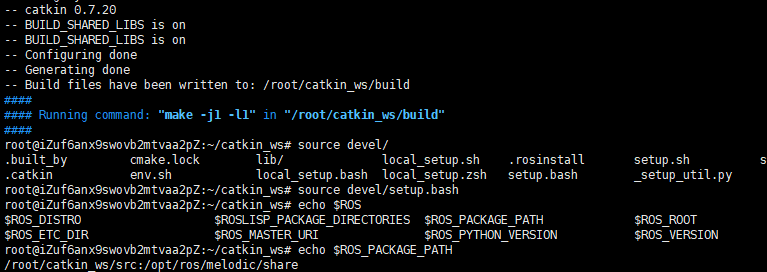 -- catkin 0.7.20
-- BUILD_SHARED_LIBS is on
-- BUILD_SHARED_LIBS is on
-- Configuring done
-- Generating done
-- Build files have been written to: /root/catkin_ws/build
####
#### Running command: "make -j1 -l1" in "/root/catkin_ws/build"
####
root@iZuf6anx9swovb2mtvaa2pZ:~/catkin_ws# source devel/
.built_by cmake.lock lib/ local_setup.sh .rosinstall setup.sh s
.catkin env.sh local_setup.bash local_setup.zsh setup.bash _setup_util.py
root@iZuf6anx9swovb2mtvaa2pZ:~/catkin_ws# source devel/setup.bash
root@iZuf6anx9swovb2mtvaa2pZ:~/catkin_ws# echo $ROS
$ROS_DISTRO $ROSLISP_PACKAGE_DIRECTORIES $ROS_PACKAGE_PATH $ROS_ROOT
$ROS_ETC_DIR $ROS_MASTER_URI $ROS_PYTHON_VERSION $ROS_VERSION
root@iZuf6anx9swovb2mtvaa2pZ:~/catkin_ws# echo $ROS_PACKAGE_PATH
/root/catkin_ws/src:/opt/ros/melodic/share